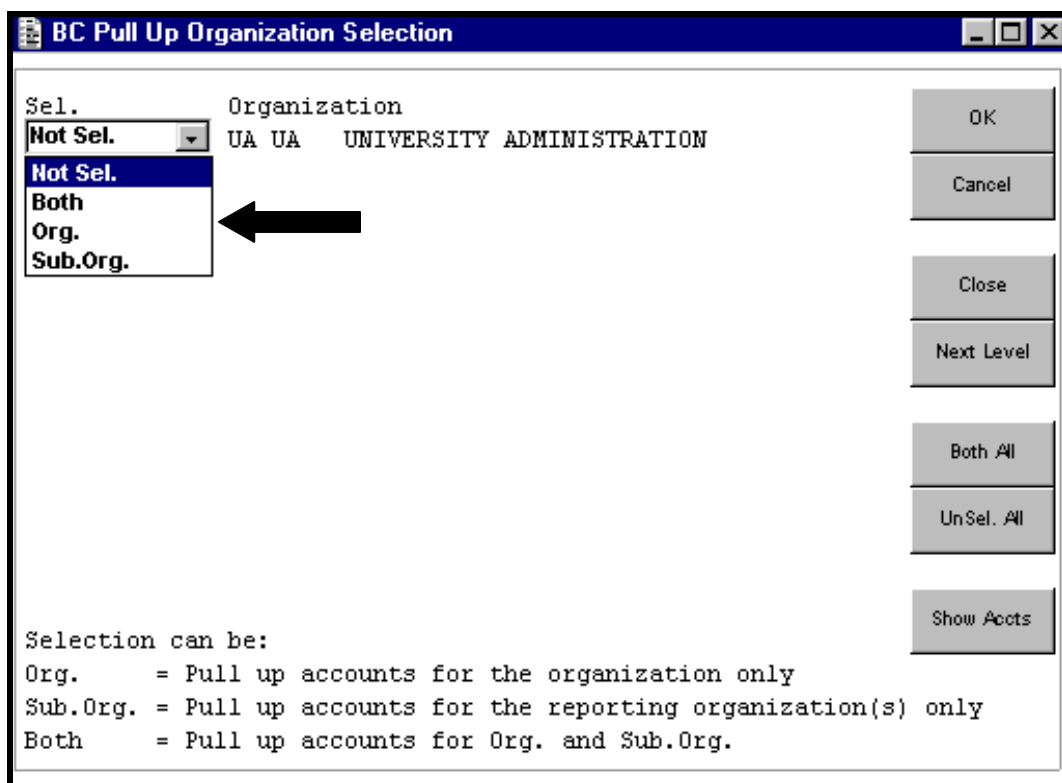 BC Pull Up Organization Selection
Sel. Organization
Not Sel. UA UA UNIVERSITY ADMINISTRATION
Not Sel.
Both
Org.
Sub.Org.
OK
Cancel
Close
Next Level
Both All
UnSel. All
Show Accts
Selection can be:
Org. = Pull up accounts for the organization only
Sub.Org. = Pull up accounts for the reporting organization(s) only
Both = Pull up accounts for Org. and Sub.Org.